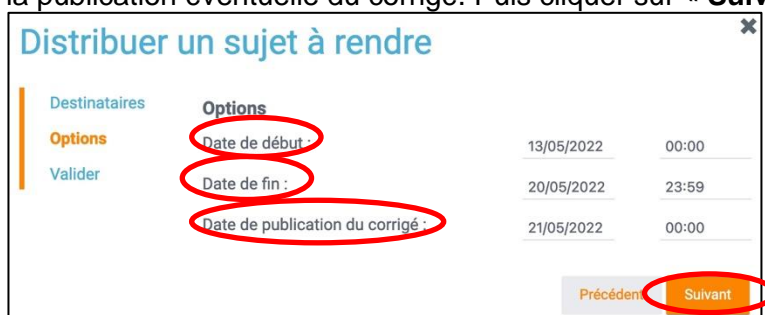 la publication éventuelle du corrigé. Puis cliquer sur « Suiv
Distribuer un sujet à rendre
Destinataires
Options
Options
Date de début :
13/05/2022
00:00
Valider
Date de fin :
20/05/2022
23:59
Date de publication du corrigé :
21/05/2022
00:00
Précédent
Suivant